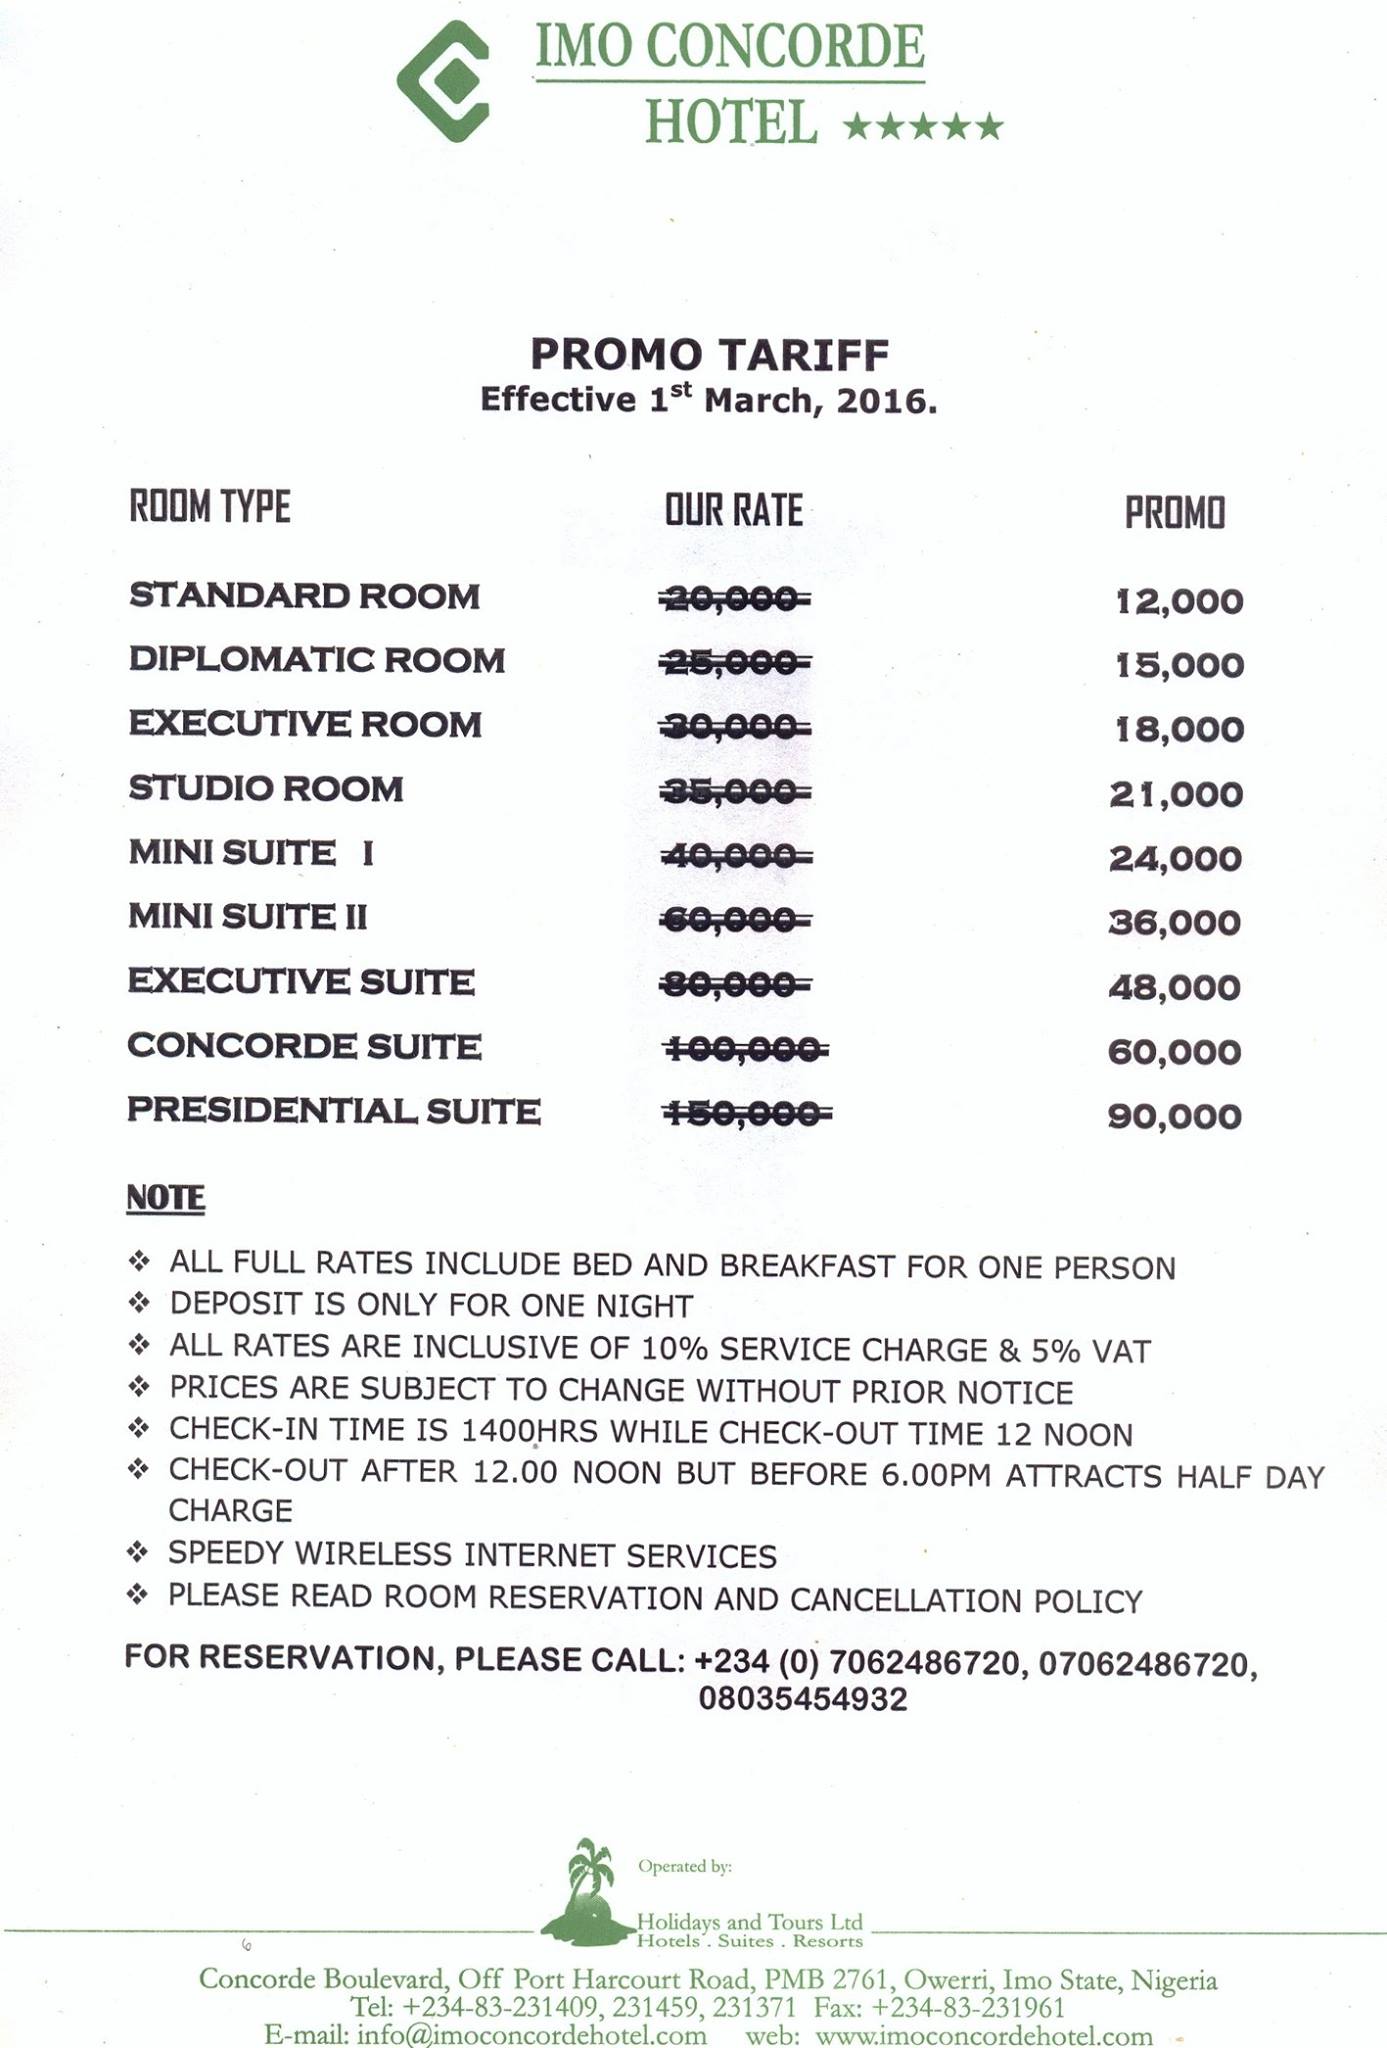 IMO CONCORDE
HOTEL ★★★★★
PROMO TARIFF
Effective 1st March, 2016.
ROOM TYPE OUR RATE PROMO
STANDARD ROOM 20,000 12,000
DIPLOMATIC ROOM 25,000 15,000
EXECUTIVE ROOM 30,000 18,000
STUDIO ROOM 35,000 21,000
MINI SUITE I 40,000 24,000
MINI SUITE II 60,000 36,000
EXECUTIVE SUITE 80,000 48,000
CONCORDE SUITE 100,000 60,000
PRESIDENTIAL SUITE 150,000 90,000
NOTE
❖ ALL FULL RATES INCLUDE BED AND BREAKFAST FOR ONE PERSON
❖ DEPOSIT IS ONLY FOR ONE NIGHT
❖ ALL RATES ARE INCLUSIVE OF 10% SERVICE CHARGE & 5% VAT
❖ PRICES ARE SUBJECT TO CHANGE WITHOUT PRIOR NOTICE
❖ CHECK-IN TIME IS 1400HRS WHILE CHECK-OUT TIME 12 NOON
❖ CHECK-OUT AFTER 12.00 NOON BUT BEFORE 6.00PM ATTRACTS HALF DAY
CHARGE
❖ SPEEDY WIRELESS INTERNET SERVICES
❖ PLEASE READ ROOM RESERVATION AND CANCELLATION POLICY
FOR RESERVATION, PLEASE CALL: +234 (0) 7062486720, 07062486720,
08035454932
Operated by:
Holidays and Tours Ltd
Hotels . Suites . Resorts
6
Concorde Boulevard, Off Port Harcourt Road, PMB 2761, Owerri, Imo State, Nigeria
Tel: +234-83-231409, 231459, 231371 Fax: +234-83-231961
E-mail: info@imoconcordehotel.com web: www.imoconcordehotel.com